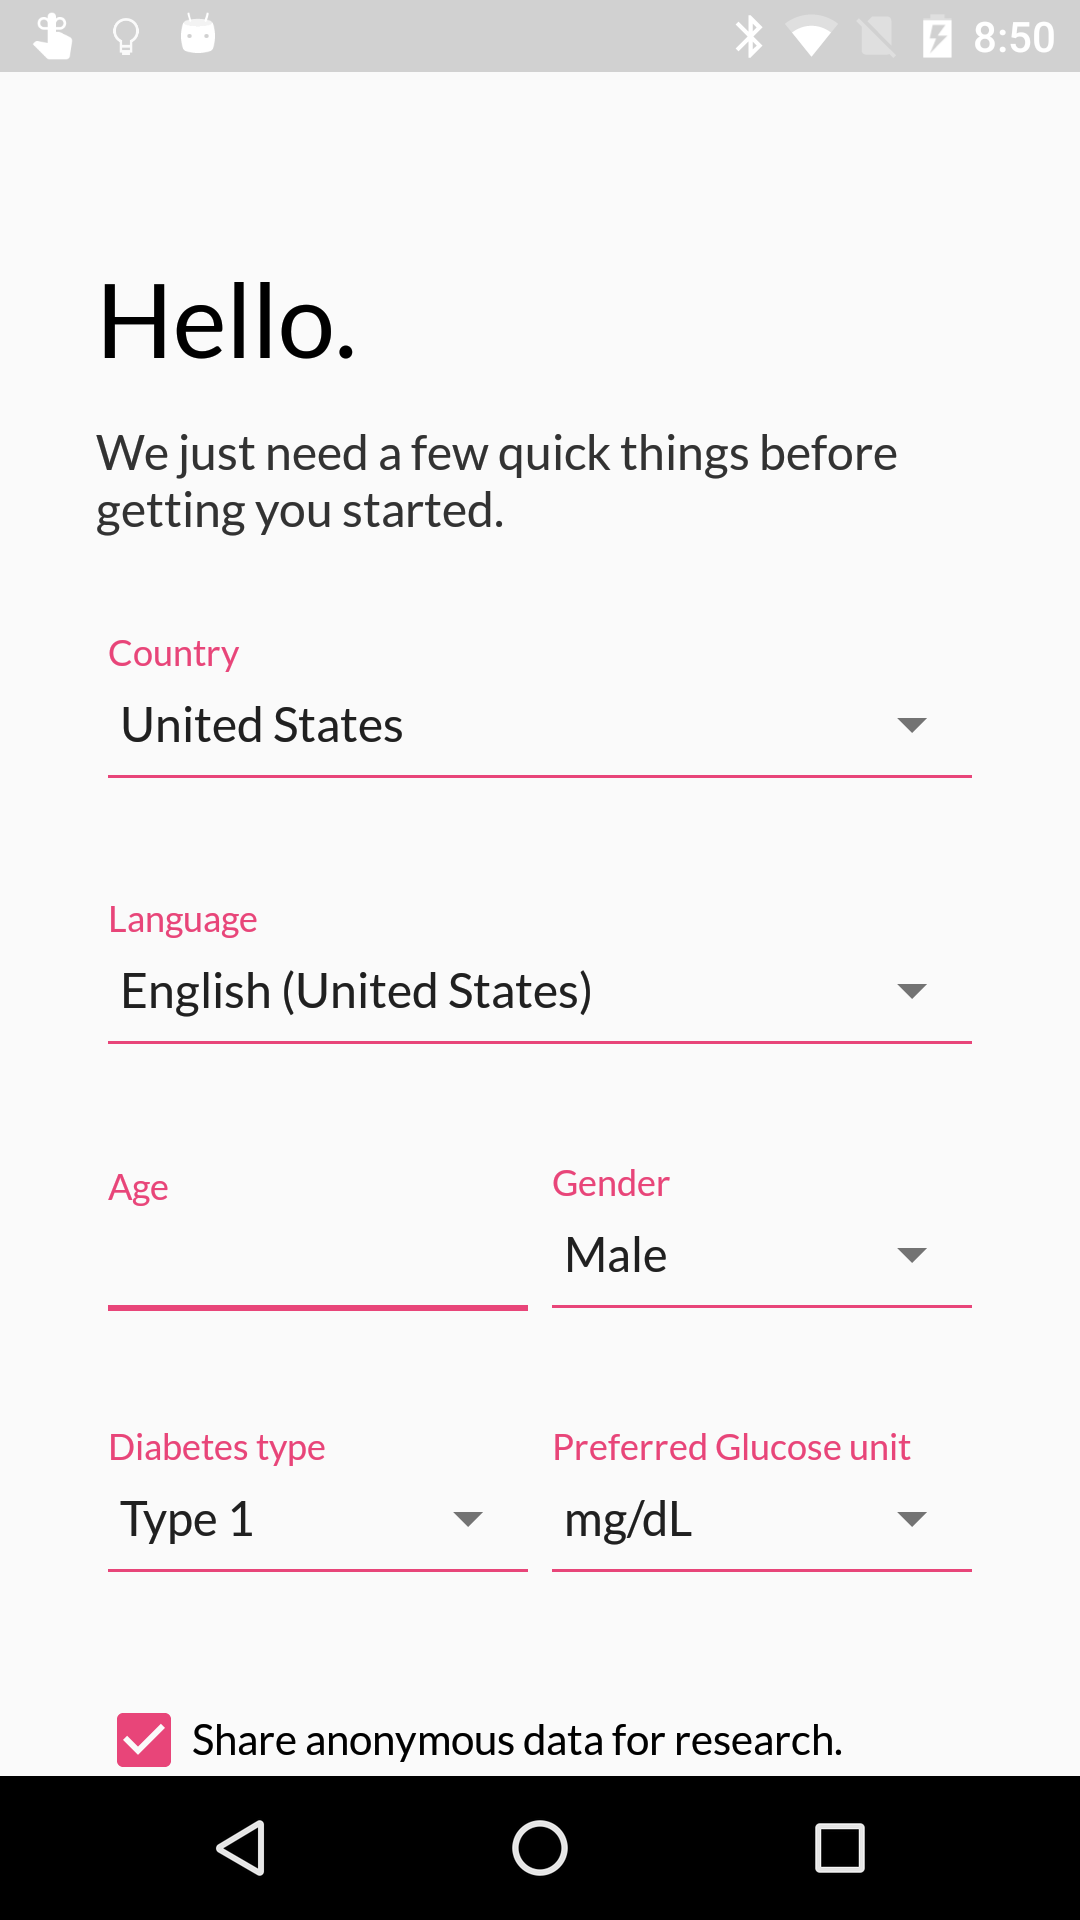 8:50
Hello.
We just need a few quick things before
getting you started.
Country
United States
Language
English (United States)
Age
Gender
Male
Diabetes type
Preferred Glucose unit
Type 1
mg/dL
Share anonymous data for research.